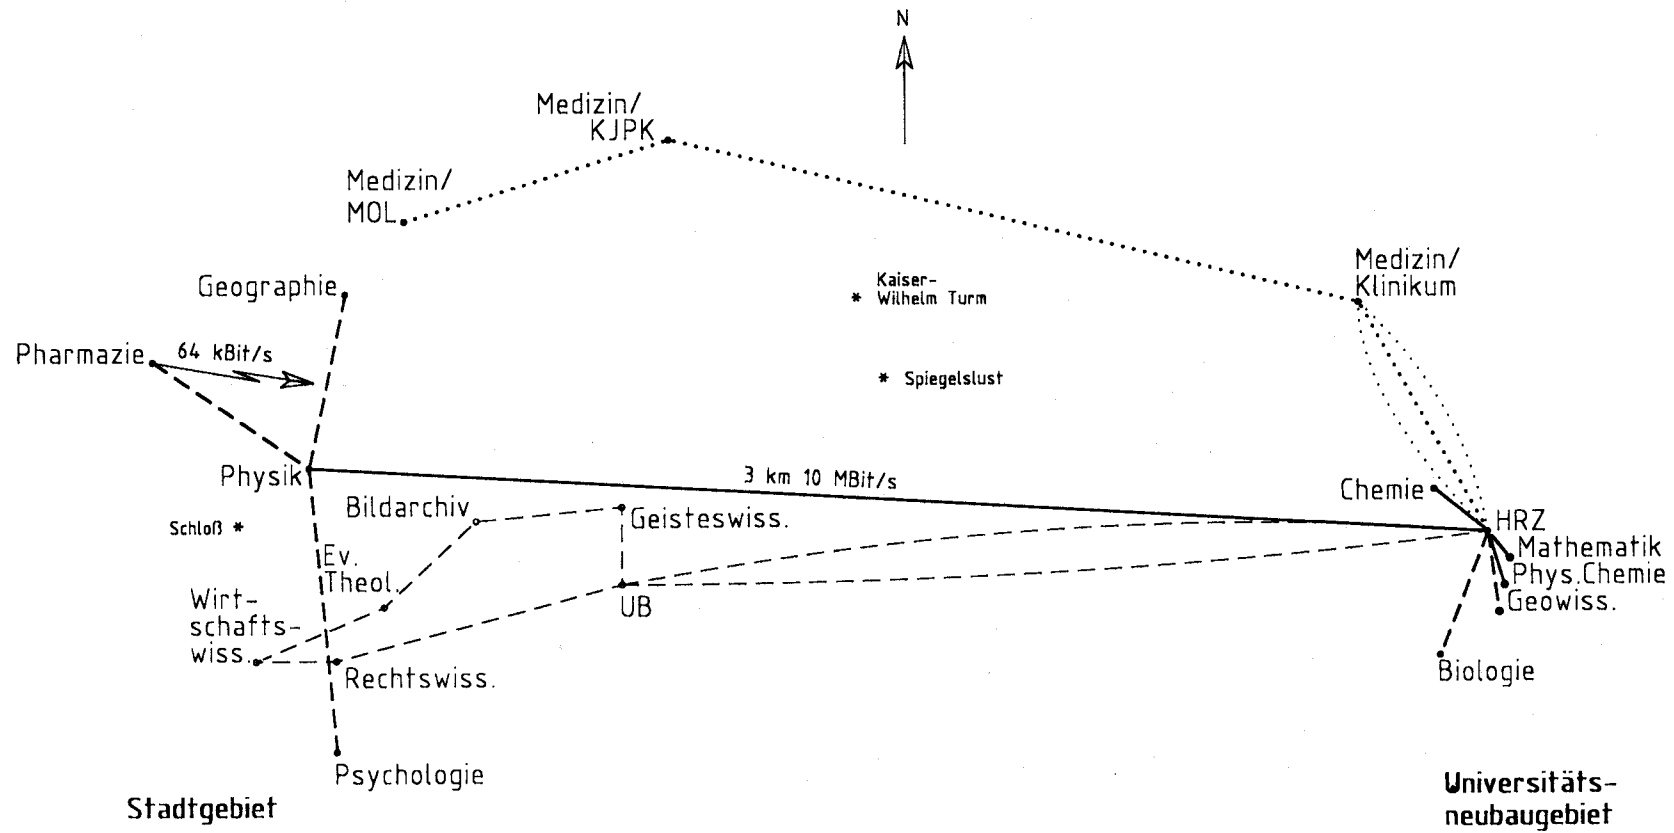 N
Medizin/
KJPK
Medizin/
MOL
Medizin/
Klinikum
Kaiser-
Wilhelm Turm
Geographie
Pharmazie
64 kBit/s
* Spiegelslust
Physik
3 km 10 MBit/s
Chemie
Bildarchiv
Geisteswiss.
HRZ
Schloß *
Mathematik
Ev.
Theol.
Phys.Chemie
Geowiss.
Wirt-
schafts-
wiss.
UB
Rechtswiss.
Biologie
Psychologie
Stadtgebiet
Universitäts-
neubaugebiet